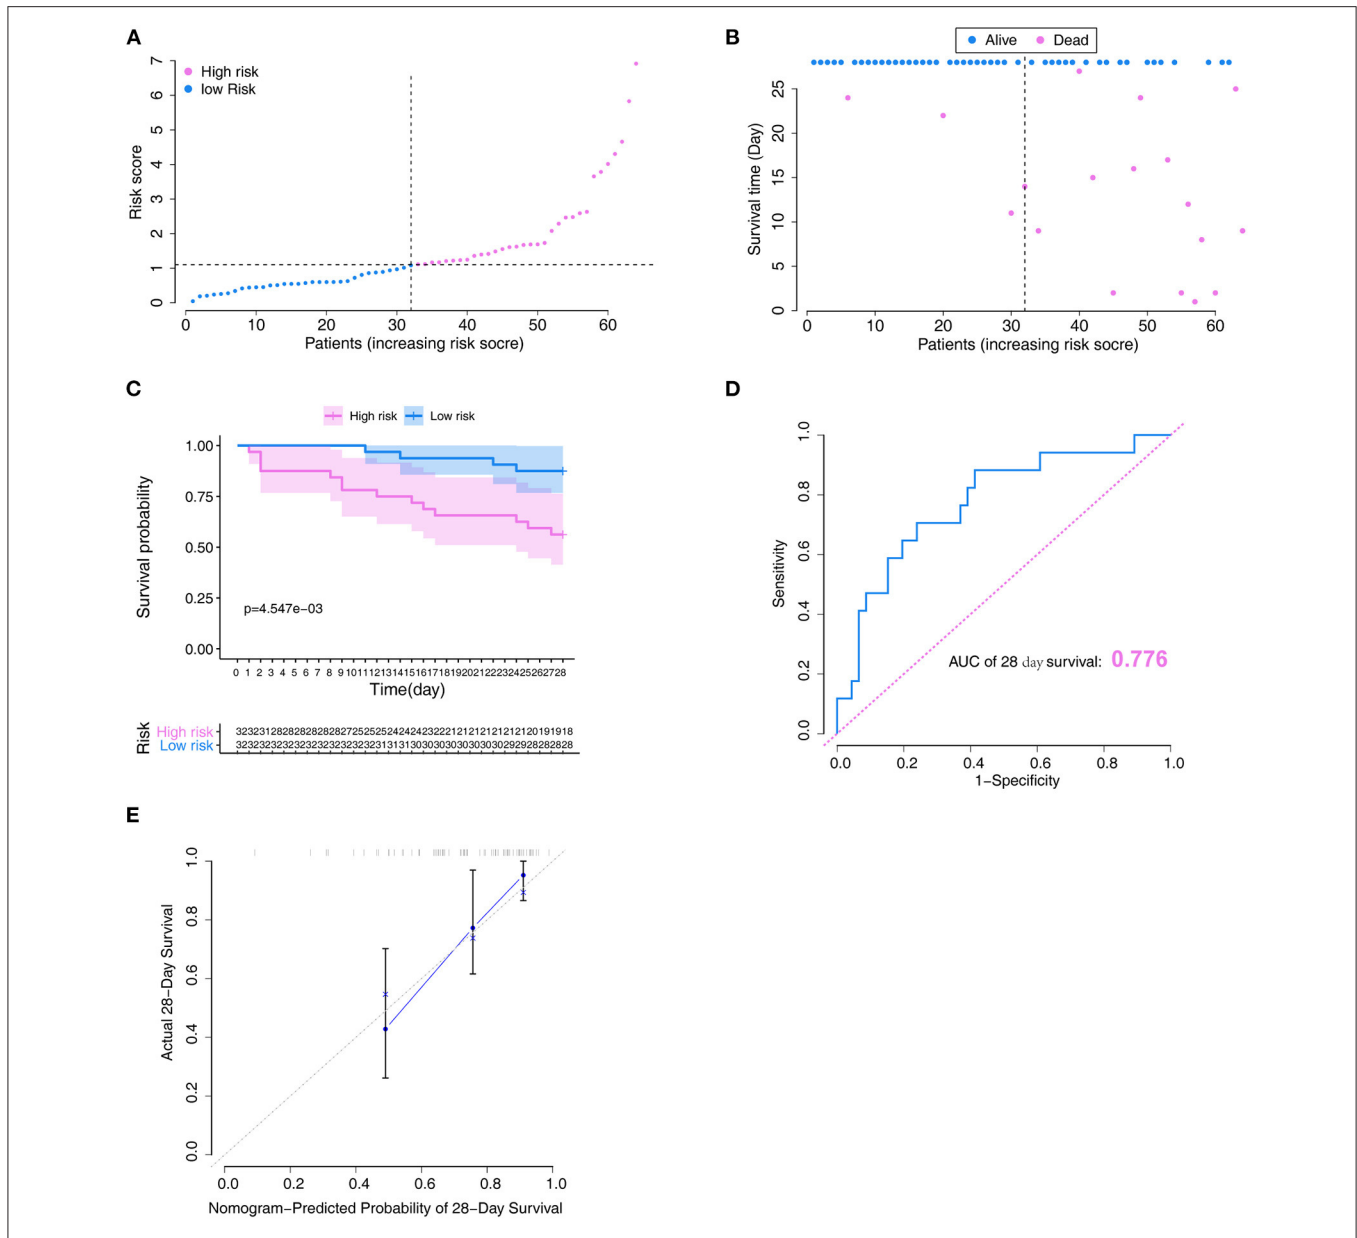 A
High risk
low Risk
Risk score
0 1 2 3 4 5 6 7
0 10 20 30 40 50 60
Patients (increasing risk socre)
B
Alive Dead
Survival time (Day)
0 5 10 15 20 25
0 10 20 30 40 50 60
Patients (increasing risk socre)
C
High risk Low risk
Survival probability
1.00
0.75
0.50
0.25
0.00
p=4.547e-03
0 1 2 3 4 5 6 7 8 9 10 11 12 13 14 15 16 17 18 19 20 21 22 23 24 25 26 27 28
Time(day)
Risk
High risk 32 32 31 28 28 28 28 28 28 27 25 25 25 24 24 24 23 22 21 21 21 21 21 21 21 20 19 19 18
Low risk 32 32 32 32 32 32 32 32 32 32 32 32 31 31 31 30 30 30 30 30 30 30 30 29 29 28 28 28 28
D
Sensitivity
0.0 0.2 0.4 0.6 0.8 1.0
AUC of 28 day survival: 0.776
0.0 0.2 0.4 0.6 0.8 1.0
1-Specificity
E
Actual 28-Day Survival
0.0 0.2 0.4 0.6 0.8 1.0
0.0 0.2 0.4 0.6 0.8 1.0
Nomogram-Predicted Probability of 28-Day Survival